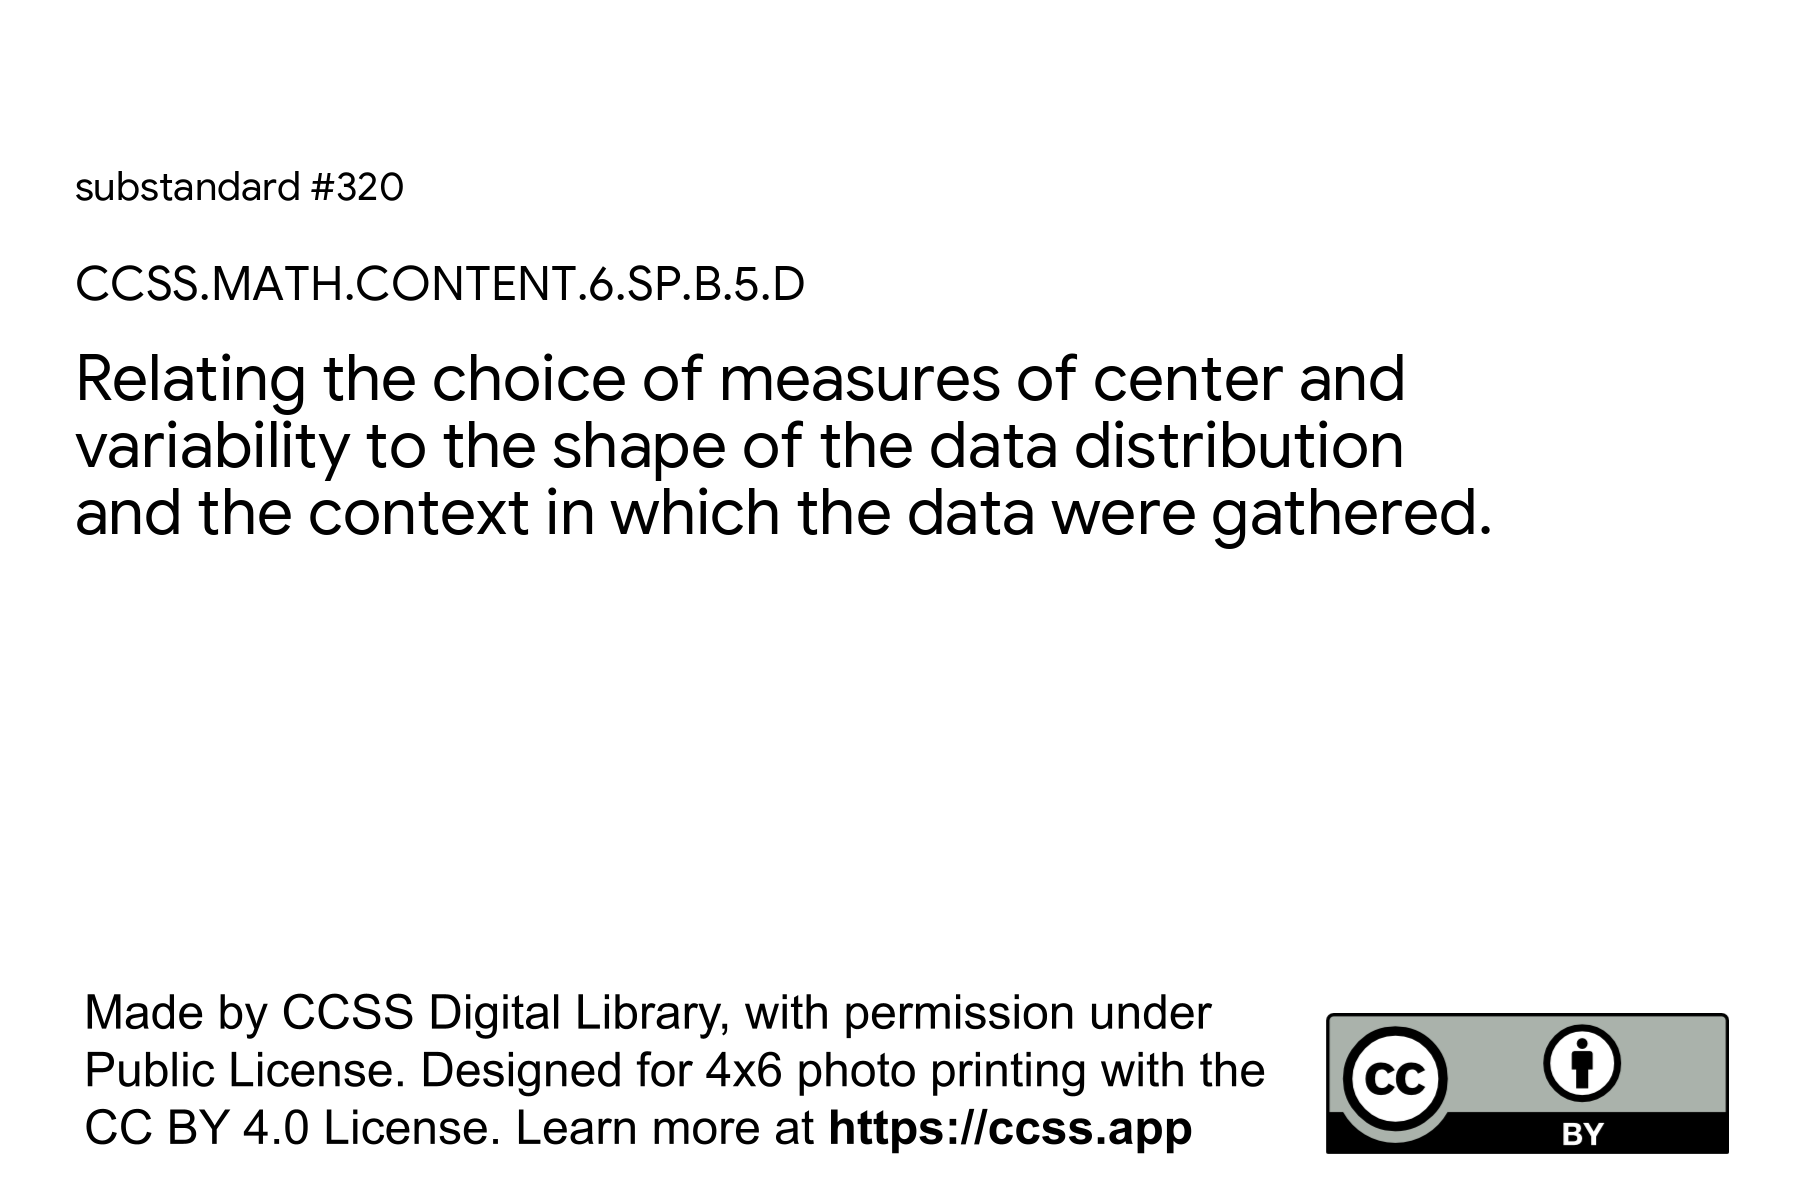 substandard #320
CCSS.MATH.CONTENT.6.SP.B.5.D
Relating the choice of measures of center and
variability to the shape of the data distribution
and the context in which the data were gathered.
Made by CCSS Digital Library, with permission under
Public License. Designed for 4x6 photo printing with the
CC BY 4.0 License. Learn more at https://ccss.app
CC
BY